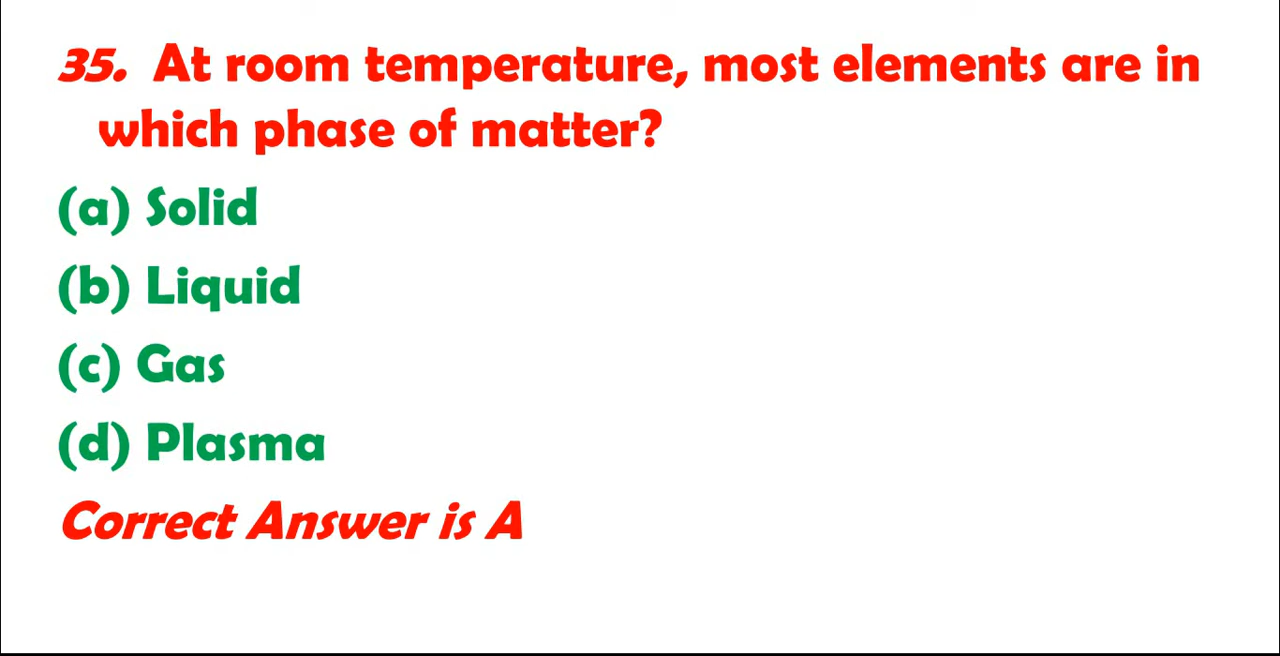 35. At room temperature, most elements are in
which phase of matter?
(a) Solid
(b) Liquid
(c) Gas
(d) Plasma
Correct Answer is A